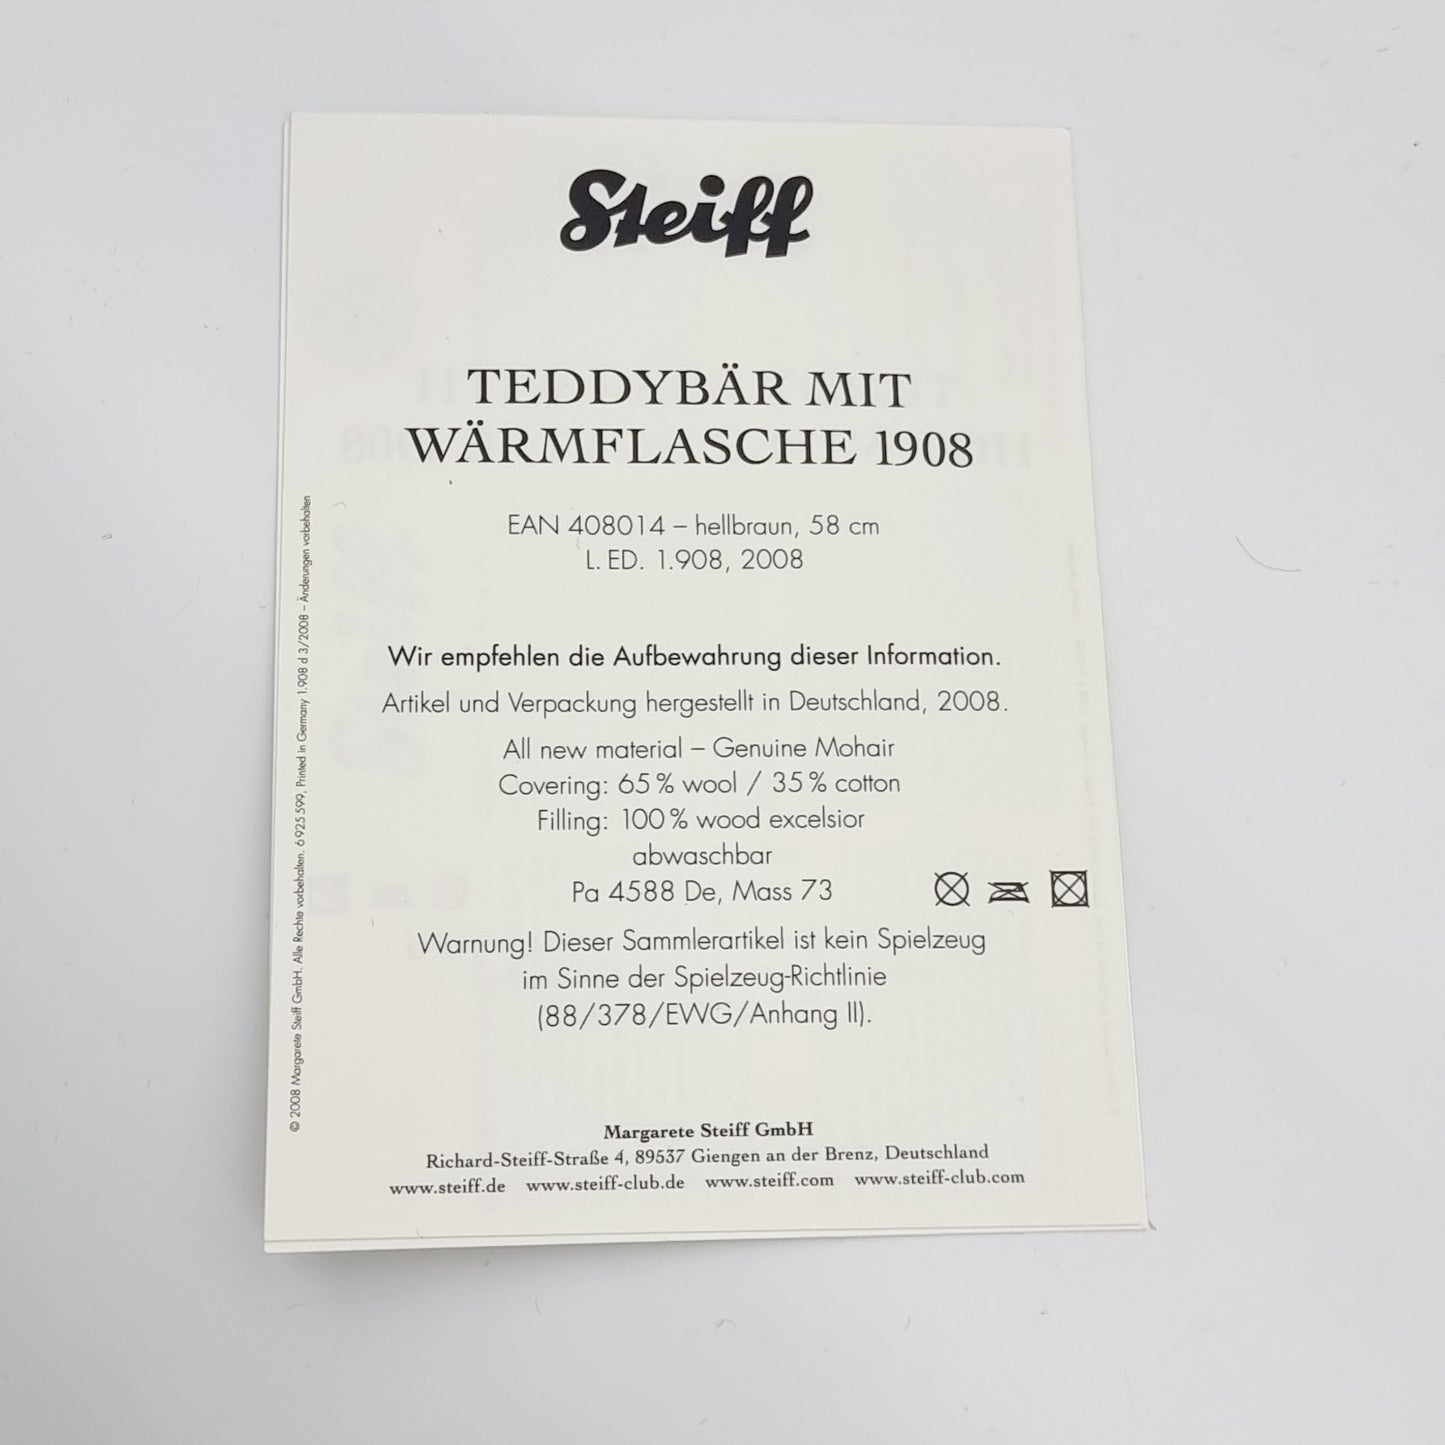 Steiff
TEDDYBÄR MIT
WÄRMFLASCHE 1908
EAN 408014 – hellbraun, 58 cm
L. ED. 1.908, 2008
Wir empfehlen die Aufbewahrung dieser Information.
Artikel und Verpackung hergestellt in Deutschland, 2008.
All new material – Genuine Mohair
Covering: 65 % wool / 35 % cotton
Filling: 100 % wood excelsior
abwaschbar
Pa 4588 De, Mass 73
Warnung! Dieser Sammlerartikel ist kein Spielzeug
im Sinne der Spielzeug-Richtlinie
(88/378/EWG/Anhang II).
Margarete Steiff GmbH
Richard-Steiff-Straße 4, 89537 Giengen an der Brenz, Deutschland
www.steiff.de www.steiff-club.de www.steiff.com www.steiff-club.com
© 2008 Margarete Steiff GmbH. Alle Rechte vorbehalten. 6 925 599, Printed in Germany 1.908 d 3/2008 – Änderungen vorbehalten